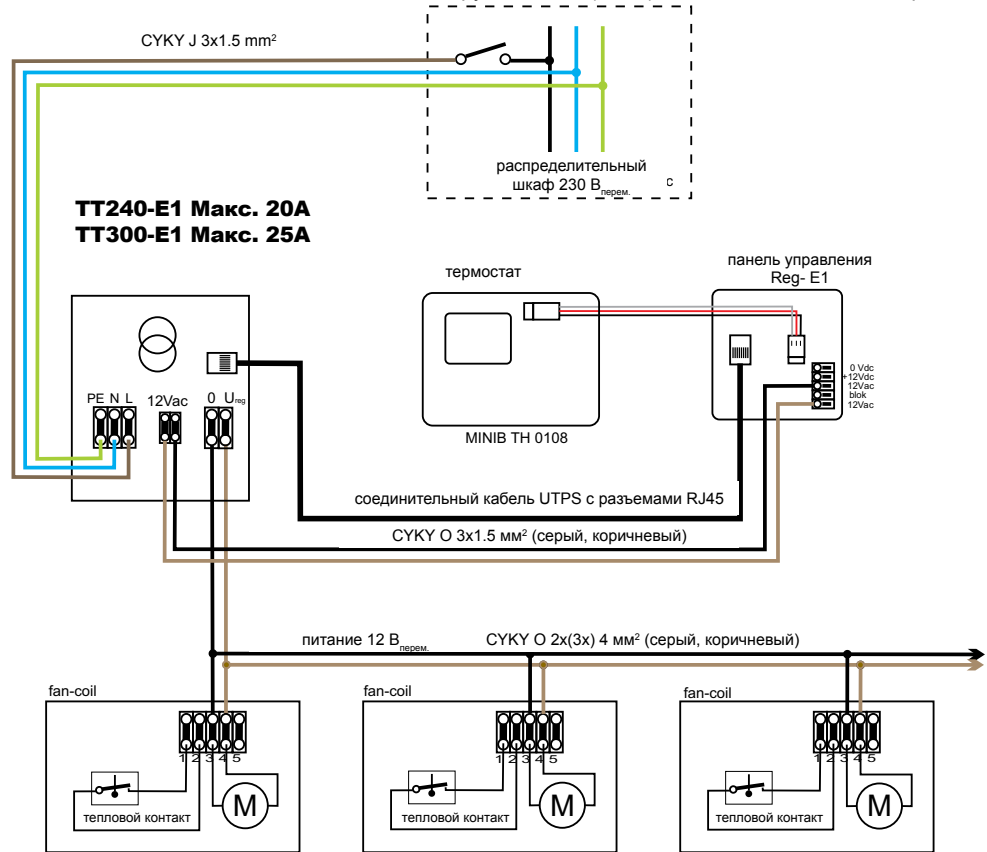 CYKY J 3x1.5 mm²
распределительный
шкаф 230 В перем.
с
TT240-E1 Макс. 20А
TT300-E1 Макс. 25А
термостат
панель управления
Reg- E1
0 Vdc
+12Vdc
12Vac
blok
12Vac
PE N L 12Vac 0 Ureg
MINIB TH 0108
соединительный кабель UTPS с разъемами RJ45
CYKY O 3x1.5 мм² (серый, коричневый)
питание 12 В перем. CYKY O 2x(3x) 4 мм² (серый, коричневый)
fan-coil
1 2 3 4 5
M
тепловой контакт
fan-coil
1 2 3 4 5
M
тепловой контакт
fan-coil
1 2 3 4 5
M
тепловой контакт